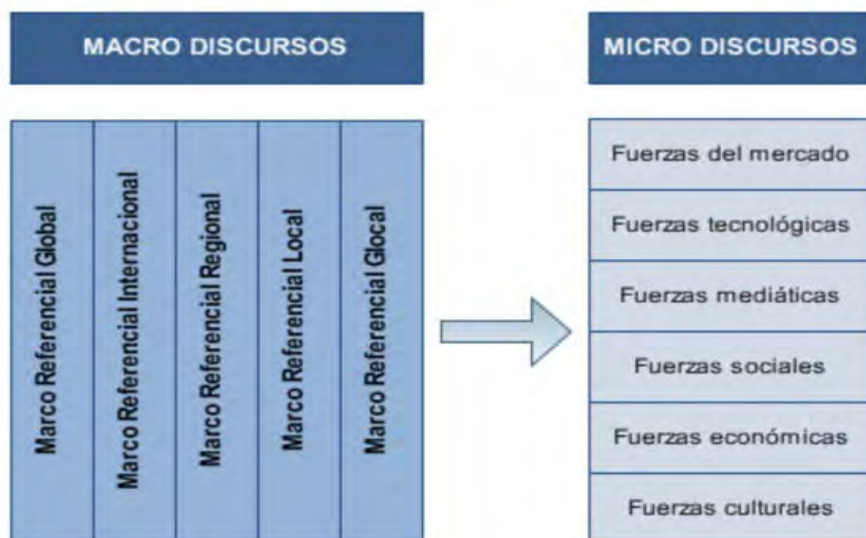 MACRO DISCURSOS
Marco Referencial Global
Marco Referencial Internacional
Marco Referencial Regional
Marco Referencial Local
Marco Referencial Glocal
MICRO DISCURSOS
Fuerzas del mercado
Fuerzas tecnológicas
Fuerzas mediáticas
Fuerzas sociales
Fuerzas económicas
Fuerzas culturales